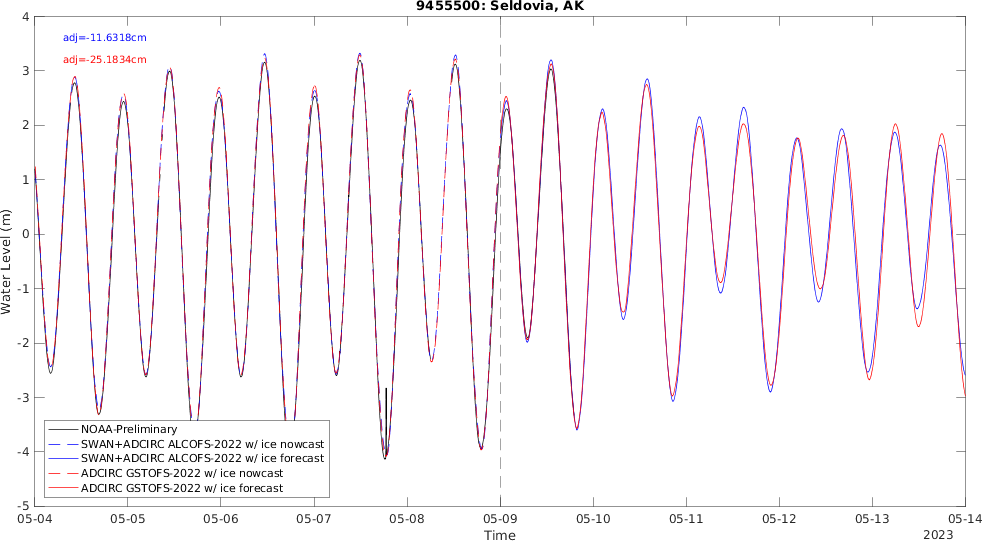 9455500: Seldovia, AK
adj=-11.6318cm
adj=-25.1834cm
4
3
2
1
0
-1
-2
-3
-4
-5
Water Level (m)
NOAA-Preliminary
SWAN+ADCIRC ALCOFS-2022 w/ ice nowcast
SWAN+ADCIRC ALCOFS-2022 w/ ice forecast
ADCIRC GSTOFS-2022 w/ ice nowcast
ADCIRC GSTOFS-2022 w/ ice forecast
05-04 05-05 05-06 05-07 05-08 05-09 05-10 05-11 05-12 05-13 05-14
Time
2023